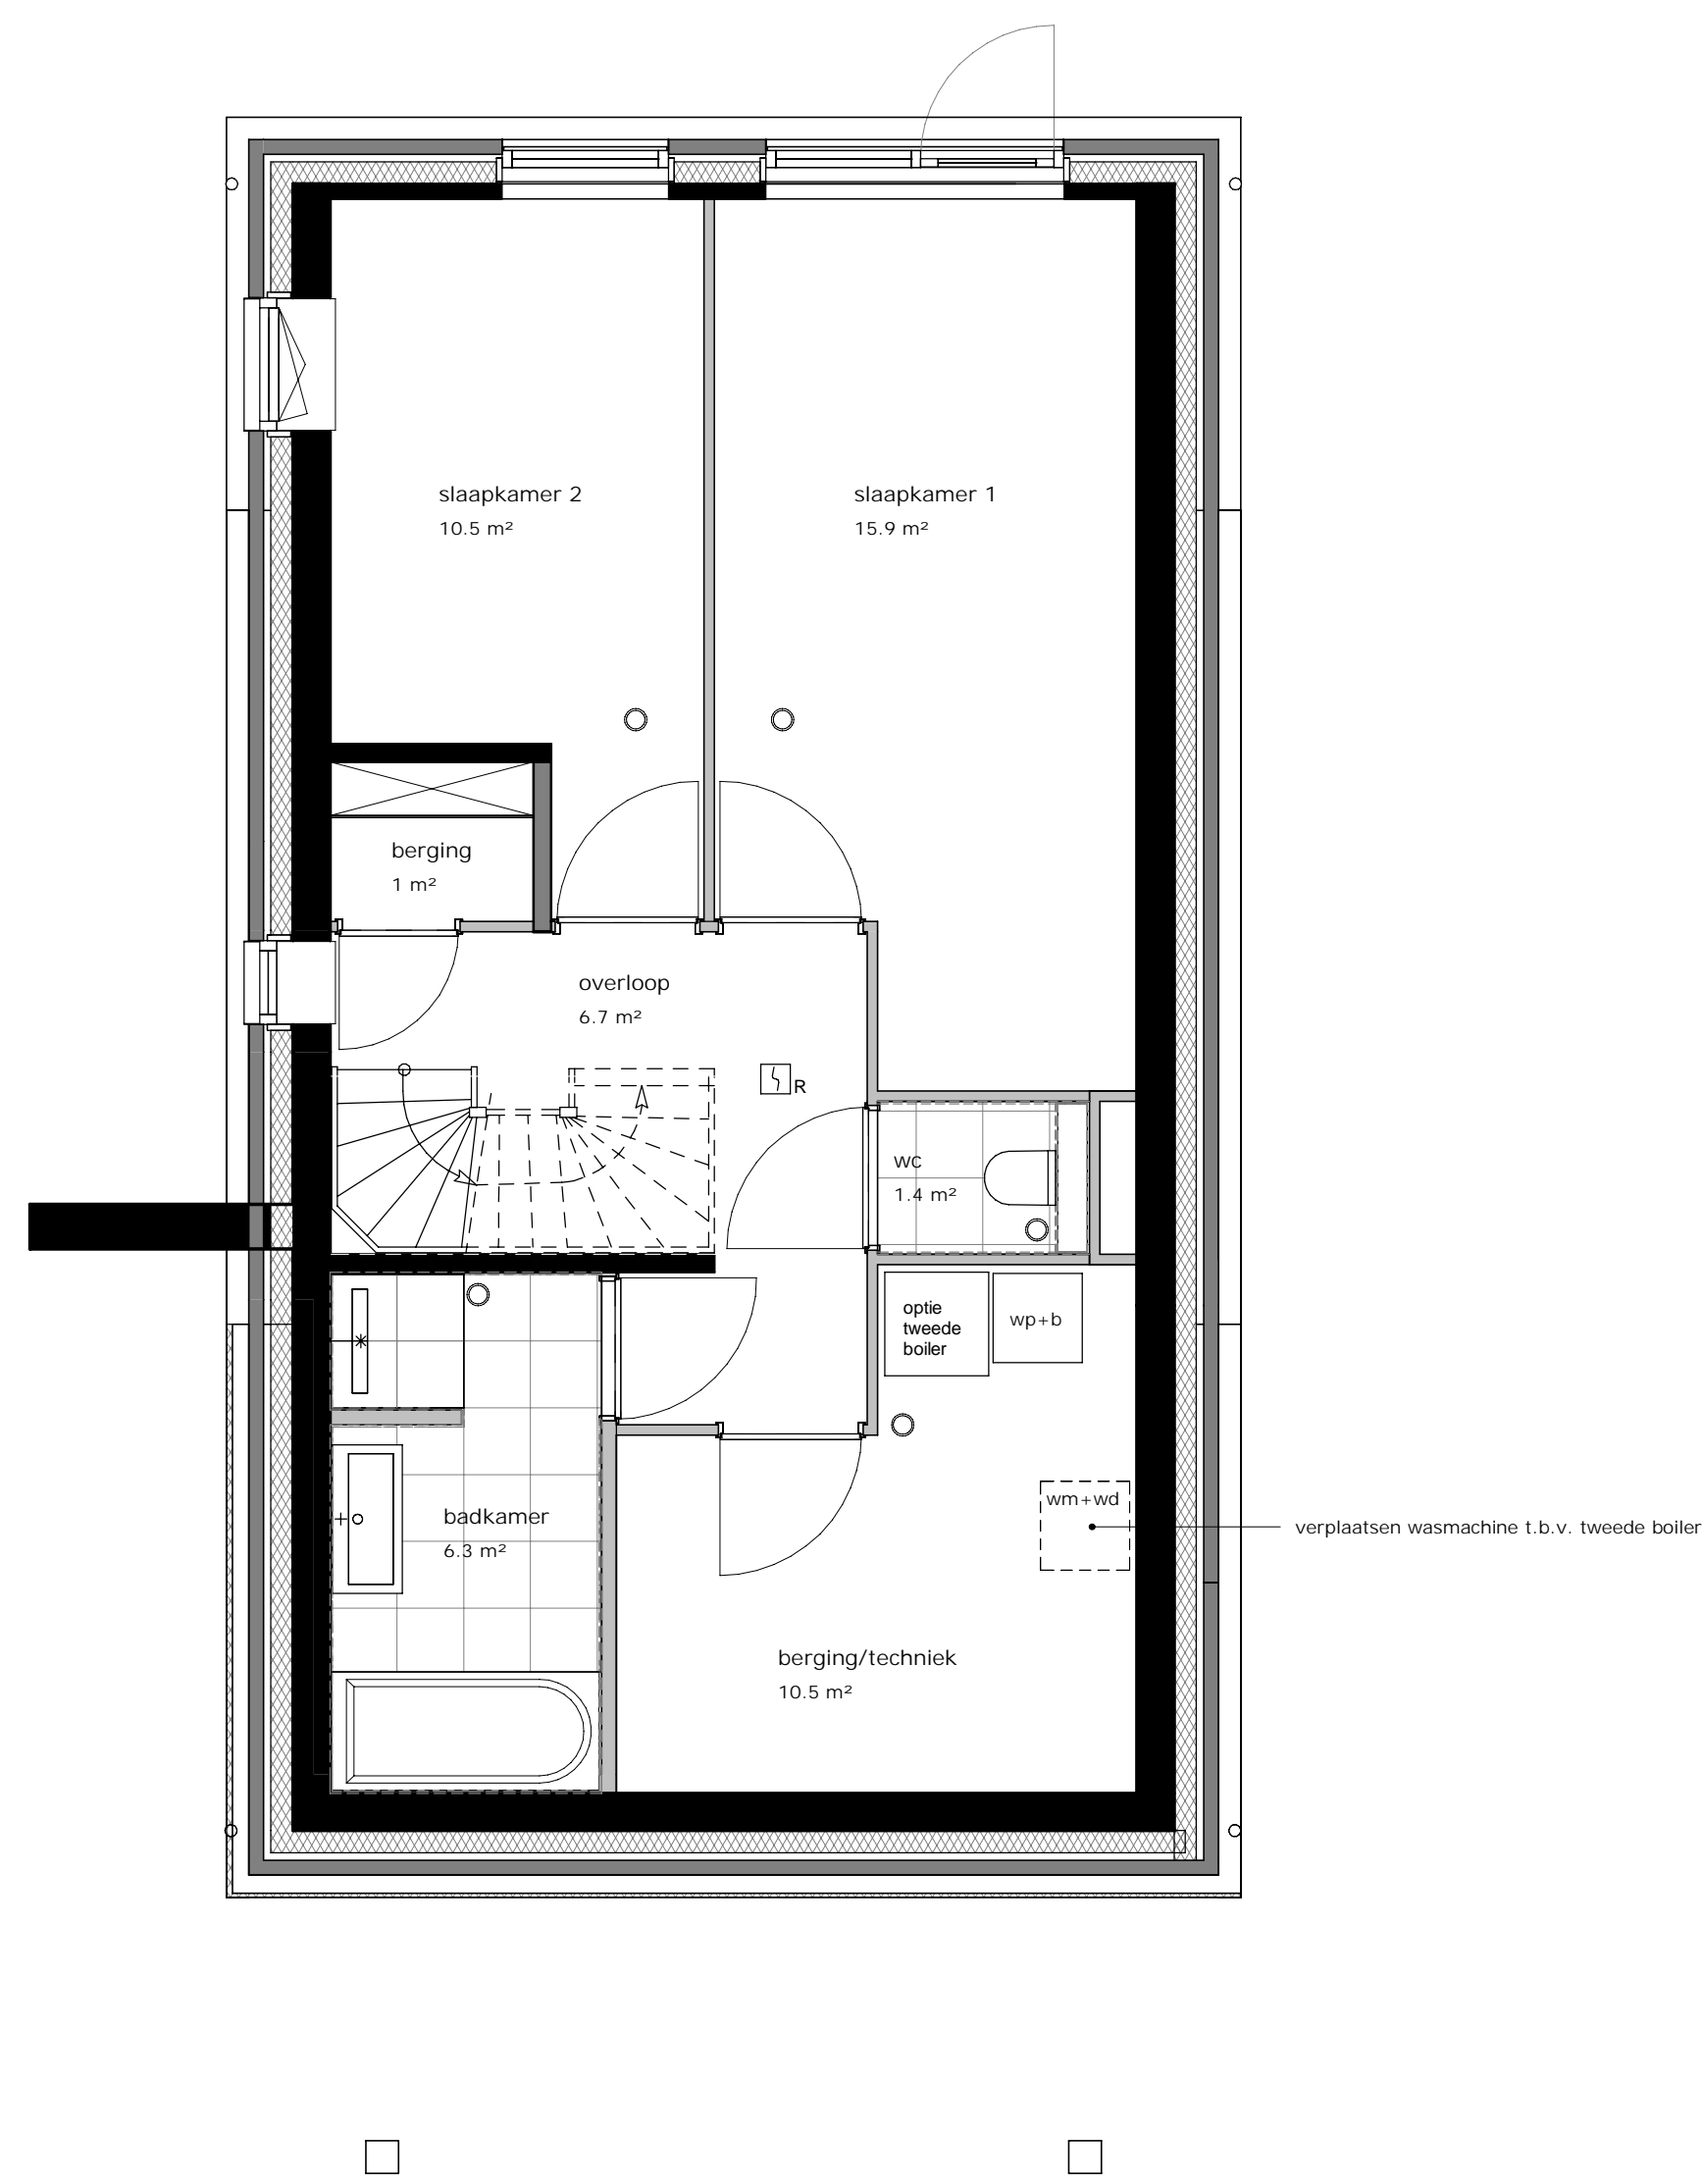 slaapkamer 2
10.5 m²
slaapkamer 1
15.9 m²
berging
1 m²
overloop
6.7 m²
R
wc
1.4 m²
optie
tweede
boiler
wp+b
wm+wd
verplaatsen wasmachine t.b.v. tweede boiler
badkamer
6.3 m²
berging/techniek
10.5 m²